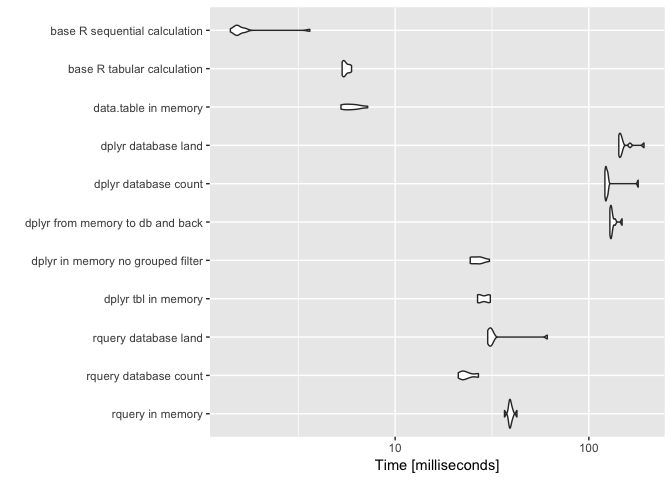 base R sequential calculation
base R tabular calculation
data.table in memory
dplyr database land
dplyr database count
dplyr from memory to db and back
dplyr in memory no grouped filter
dplyr tbl in memory
rquery database land
rquery database count
rquery in memory
10 100
Time [milliseconds]